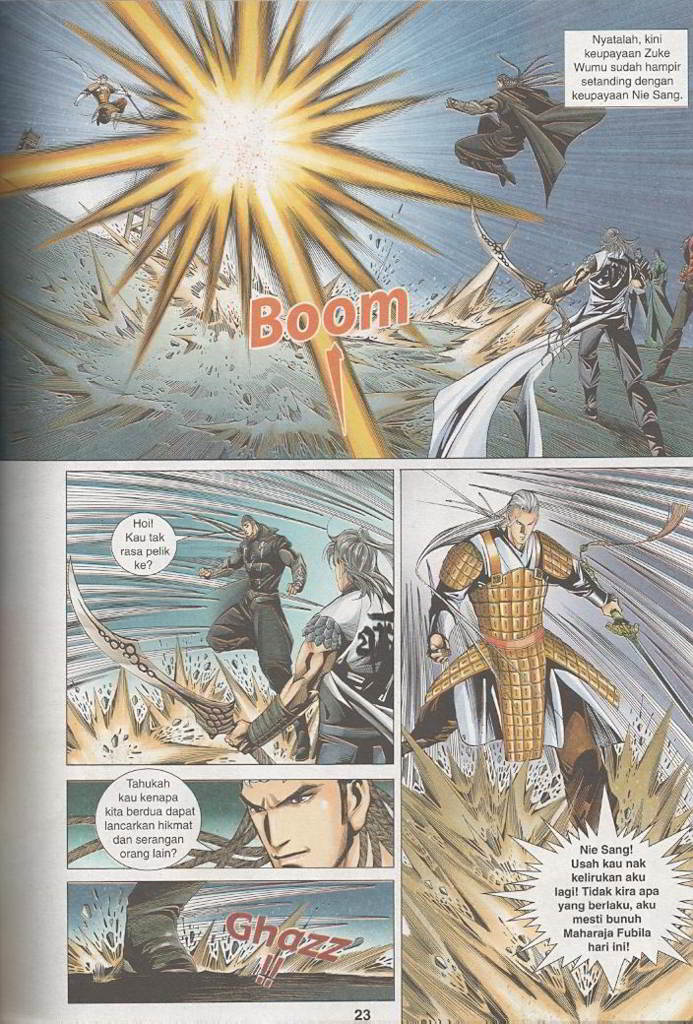 Nyatalah, kini
keupayaan Zuke
Wumu sudah hampir
setanding dengan
keupayaan Nie Sang.
Boom
!
Hoi!
Kau tak
rasa pelik
ke?
Tahukah
kau kenapa
kita berdua dapat
lancarkan hikmat
dan serangan
orang lain?
Ghazz
!!
Nie Sang!
Usah kau nak
kelirukan aku
lagi! Tidak kira apa
yang berlaku, aku
mesti bunuh
Maharaja Fubila
hari ini!
23